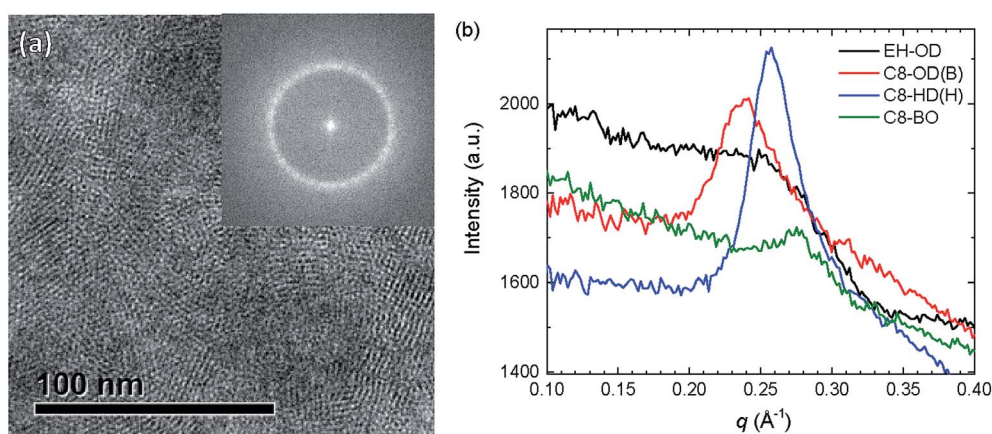 (a)
100 nm
(b)
EH-OD
C8-OD(B)
C8-HD(H)
C8-BO
Intensity (a.u.)
2000
1800
1600
1400
0.10 0.15 0.20 0.25 0.30 0.35 0.40
q (Å-1)